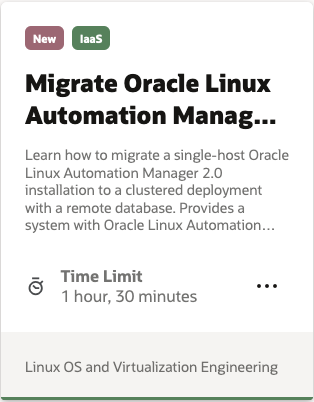 New IaaS
Migrate Oracle Linux
Automation Manag...
Learn how to migrate a single-host Oracle
Linux Automation Manager 2.0
installation to a clustered deployment
with a remote database. Provides a
system with Oracle Linux Automation...
Time Limit
1 hour, 30 minutes
Linux OS and Virtualization Engineering